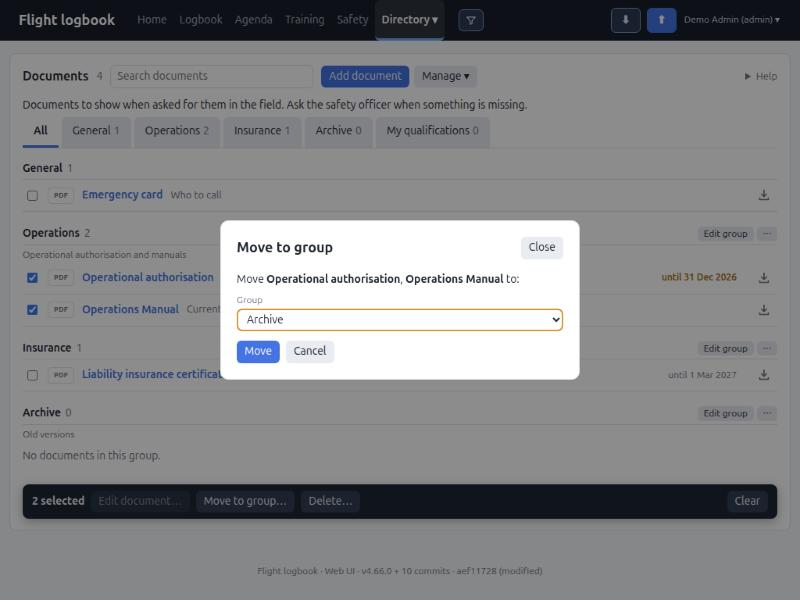 Flight logbook Home Logbook Agenda Training Safety Directory ▾ Demo Admin (admin) ▾
Documents 4 Search documents Add document Manage ▾ ▶ Help
Documents to show when asked for them in the field. Ask the safety officer when something is missing.
All General 1 Operations 2 Insurance 1 Archive 0 My qualifications 0
General 1
PDF Emergency card Who to call
Operations 2 Edit group ...
Operational authorisation and manuals
PDF Operational authorisation until 31 Dec 2026
PDF Operations Manual Current
Insurance 1 Edit group ...
PDF Liability insurance until 1 Mar 2027
Archive 0 Edit group ...
Old versions
No documents in this group.
Move to group Close
Move Operational authorisation, Operations Manual to:
Group
Archive
Move Cancel
2 selected Edit document... Move to group... Delete... Clear
Flight logbook · Web UI · v4.66.0 + 10 commits · aef11728 (modified)